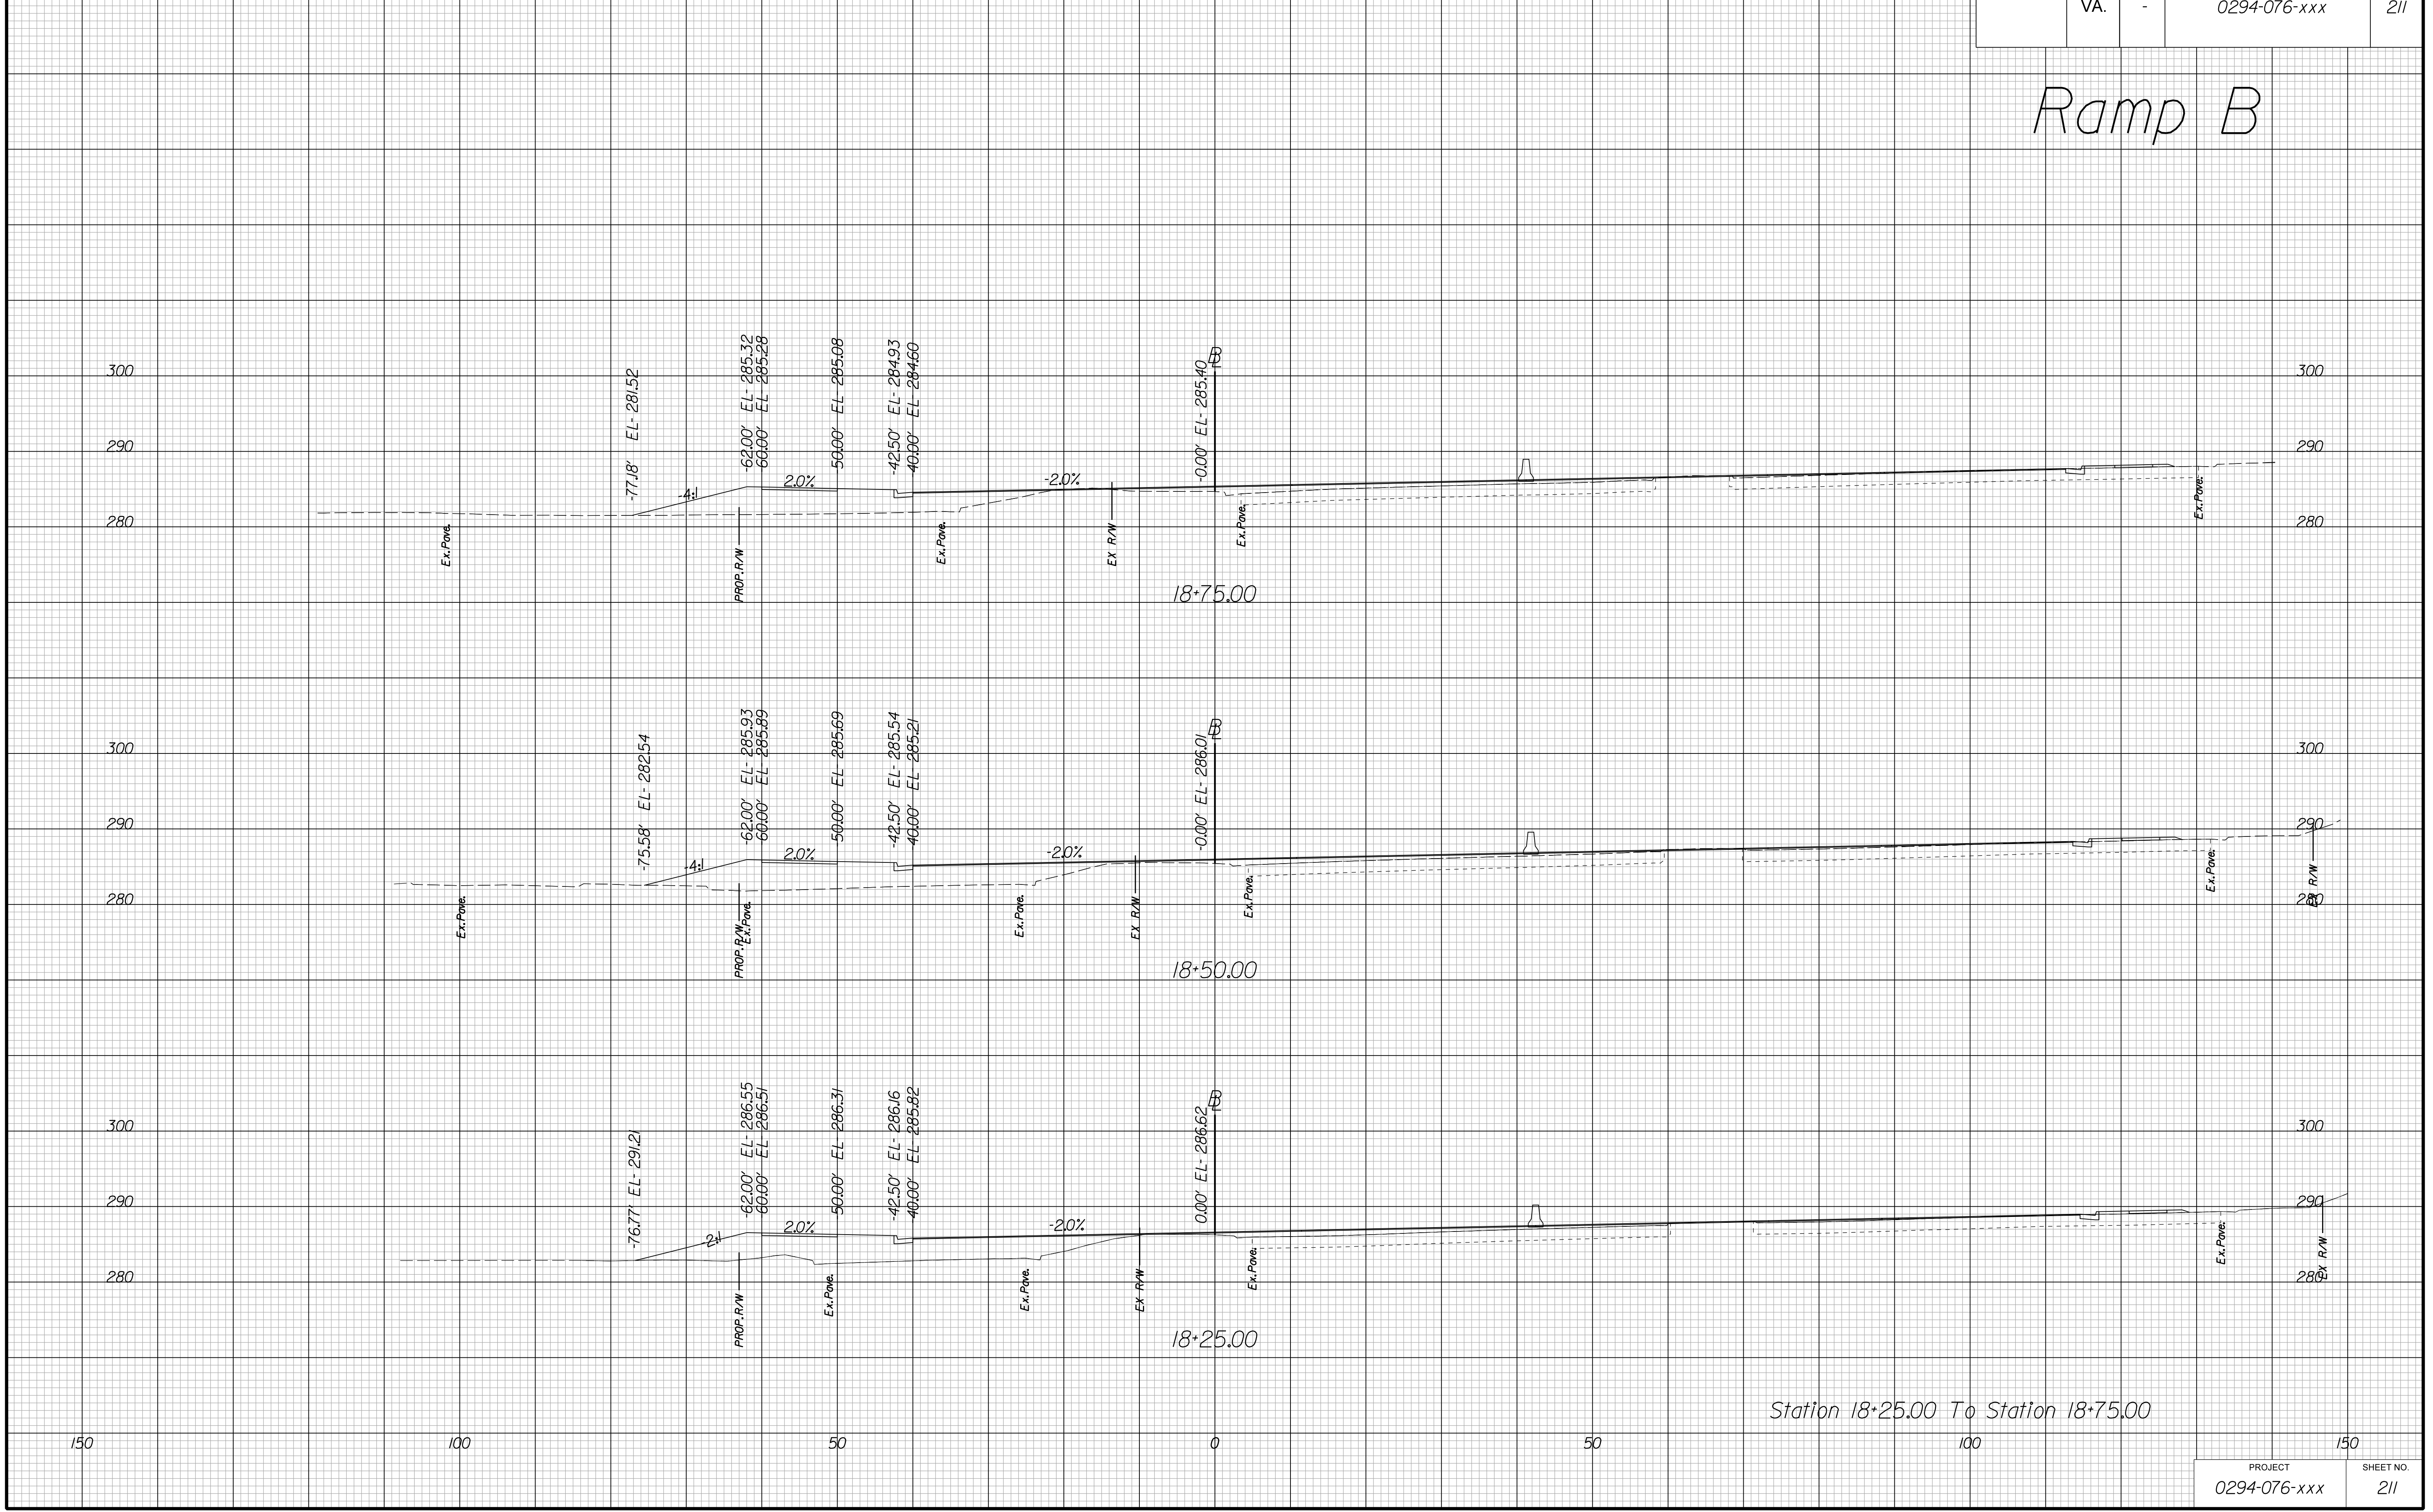 VA. - 0294-076-xxx 211
Ramp B
-77.18' EL- 281.52
-62.00' EL- 285.32
60.00' EL 285.28
50.00' EL 285.08
-42.50' EL- 284.93
40.00' EL 284.60
-0.00' EL- 285.40
B
300 300
290 290
280 280
-4:1 2.0% -2.0%
Ex.Pave.
PROP.R/W
Ex.Pave.
EX R/W
Ex.Pave.
Ex.Pave.
18+75.00
-75.58' EL- 282.54
-62.00' EL- 285.93
60.00' EL 285.89
50.00' EL 285.69
-42.50' EL- 285.54
40.00' EL 285.21
-0.00' EL- 286.01
B
300 300
290 290
280 280
-4:1 2.0% -2.0%
Ex.Pave.
PROP.R/W
Ex.Pave.
Ex.Pave.
EX R/W
Ex.Pave.
Ex.Pave.
EX R/W
18+50.00
-76.77' EL- 291.21
-62.00' EL- 286.55
60.00' EL 286.51
50.00' EL 286.31
-42.50' EL- 286.16
40.00' EL 285.82
0.00' EL- 286.62
B
300 300
290 290
280 280
-2:1 2.0% -2.0%
PROP.R/W
Ex.Pave.
Ex.Pave.
EX R/W
Ex.Pave.
Ex.Pave.
EX R/W
18+25.00
Station 18+25.00 To Station 18+75.00
150 100 50 0 50 100 150
PROJECT SHEET NO.
0294-076-xxx 211